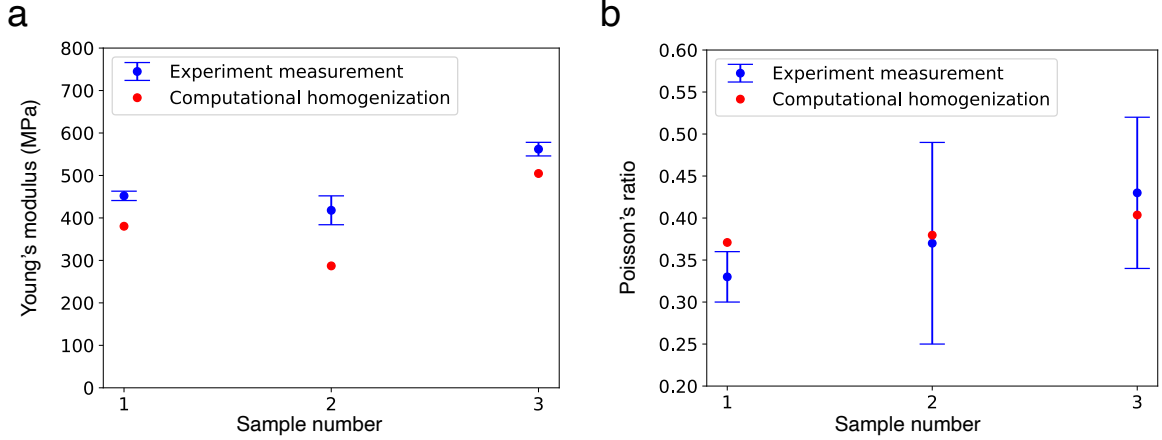 a
800
700
600
500
400
300
200
100
0
Young's modulus (MPa)
Experiment measurement
Computational homogenization
1 2 3
Sample number
b
0.60
0.55
0.50
0.45
0.40
0.35
0.30
0.25
0.20
Poisson's ratio
Experiment measurement
Computational homogenization
1 2 3
Sample number